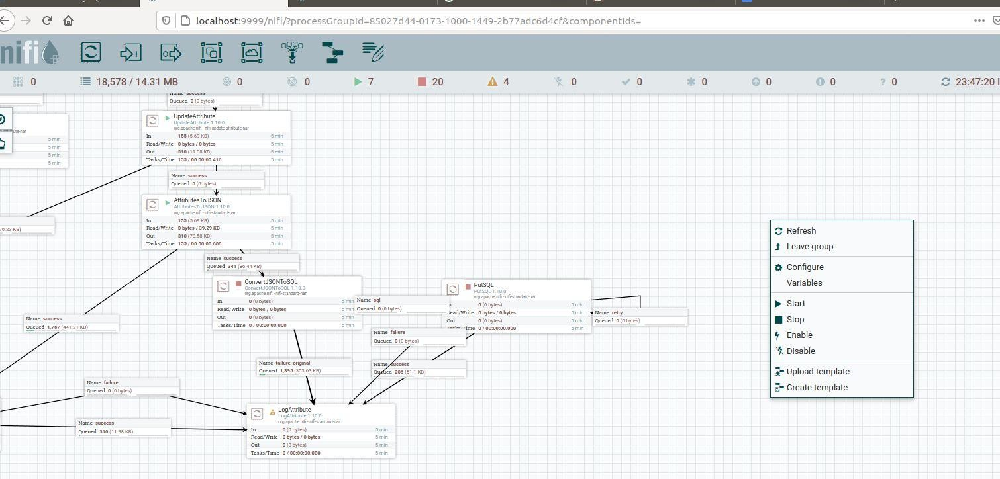 localhost:9999/nifi/?processGroupId=85027d44-0173-1000-1449-2b77adc6d4cf&componentIds=
nifi
0 18,578 / 14.31 MB 0 0 7 20 4 0 0 0 0 0 0 23:47:20
Name success
Queued 0 (0 bytes)
UpdateAttribute
UpdateAttribute 1.10.0
org.apache.nifi - nifi-update-attribute-nar
In 155 (5.69 KB) 5 min
Read/Write 0 bytes / 0 bytes 5 min
Out 310 (11.38 KB) 5 min
Tasks/Time 155 / 00:00:00.416 5 min
5 min
5 min
5 min
5 min
Name success
Queued 0 (0 bytes)
AttributesToJSON
AttributesToJSON 1.10.0
org.apache.nifi - nifi-standard-nar
In 155 (5.69 KB) 5 min
Read/Write 0 bytes / 39.29 KB 5 min
Out 310 (78.58 KB) 5 min
Tasks/Time 155 / 00:00:00.600 5 min
76.23 KB)
Name success
Queued 341 (86.44 KB)
ConvertJSONToSQL
ConvertJSONToSQL 1.10.0
org.apache.nifi - nifi-standard-nar
In 0 (0 bytes) 5 min
Read/Write 0 bytes / 0 bytes 5 min
Out 0 (0 bytes) 5 min
Tasks/Time 0 / 00:00:00.000 5 min
Name sql
Queued 0 (0 bytes)
PutSQL
PutSQL 1.10.0
org.apache.nifi - nifi-standard-nar
In 0 (0 bytes) 5 min
Read/Write 0 bytes / 0 bytes 5 min
Out 0 (0 bytes) 5 min
Tasks/Time 0 / 00:00:00.000 5 min
Name retry
Queued 0 (0 bytes)
Name success
Queued 1,767 (441.21 KB)
Name failure
Queued 0 (0 bytes)
Name failure, original
Queued 1,395 (353.63 KB)
Name success
Queued 206 (51.1 KB)
Name failure
Queued 0 (0 bytes)
Name success
Queued 310 (11.38 KB)
LogAttribute
LogAttribute 1.10.0
org.apache.nifi - nifi-standard-nar
In 0 (0 bytes) 5 min
Read/Write 0 bytes / 0 bytes 5 min
Out 0 (0 bytes) 5 min
Tasks/Time 0 / 00:00:00.000 5 min
Refresh
Leave group
Configure
Variables
Start
Stop
Enable
Disable
Upload template
Create template